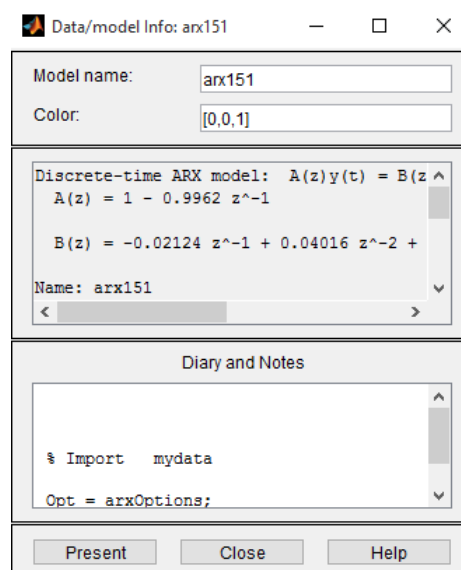 Data/model Info: arx151
Model name:
arx151
Color:
[0,0,1]
Discrete-time ARX model:  A(z)y(t) = B(z
A(z) = 1 - 0.9962 z^-1
B(z) = -0.02124 z^-1 + 0.04016 z^-2 +
Name: arx151
Diary and Notes
% Import   mydata
Opt = arxOptions;
Present
Close
Help